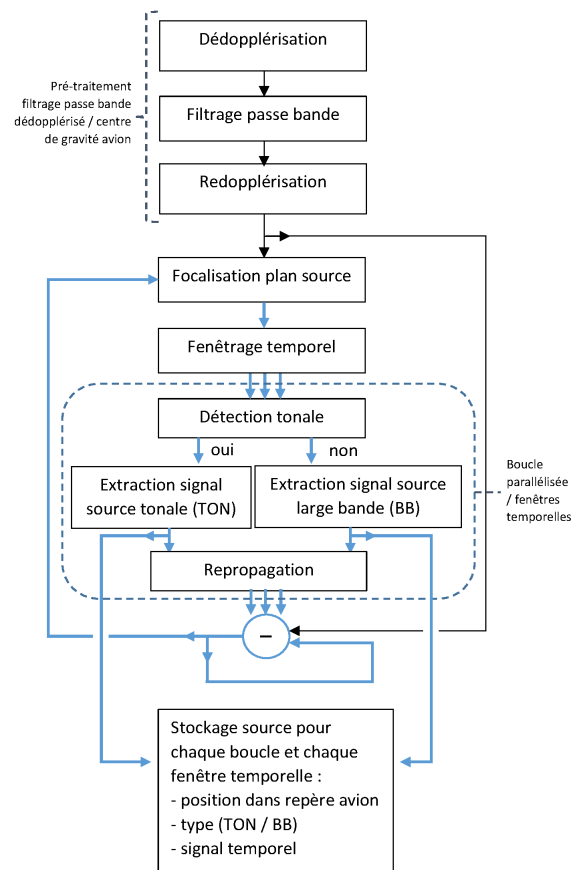 Dédopplérisation
Pré-traitement
filtrage passe bande
dédopplérisé / centre
de gravité avion
Filtrage passe bande
Redopplérisation
Focalisation plan source
Fenêtrage temporel
Détection tonale
oui
non
Extraction signal
source tonale (TON)
Extraction signal source
large bande (BB)
Boucle
parallélisée
/ fenêtres
temporelles
Repropagation
–
Stockage source pour
chaque boucle et chaque
fenêtre temporelle :
- position dans repère avion
- type (TON / BB)
- signal temporel